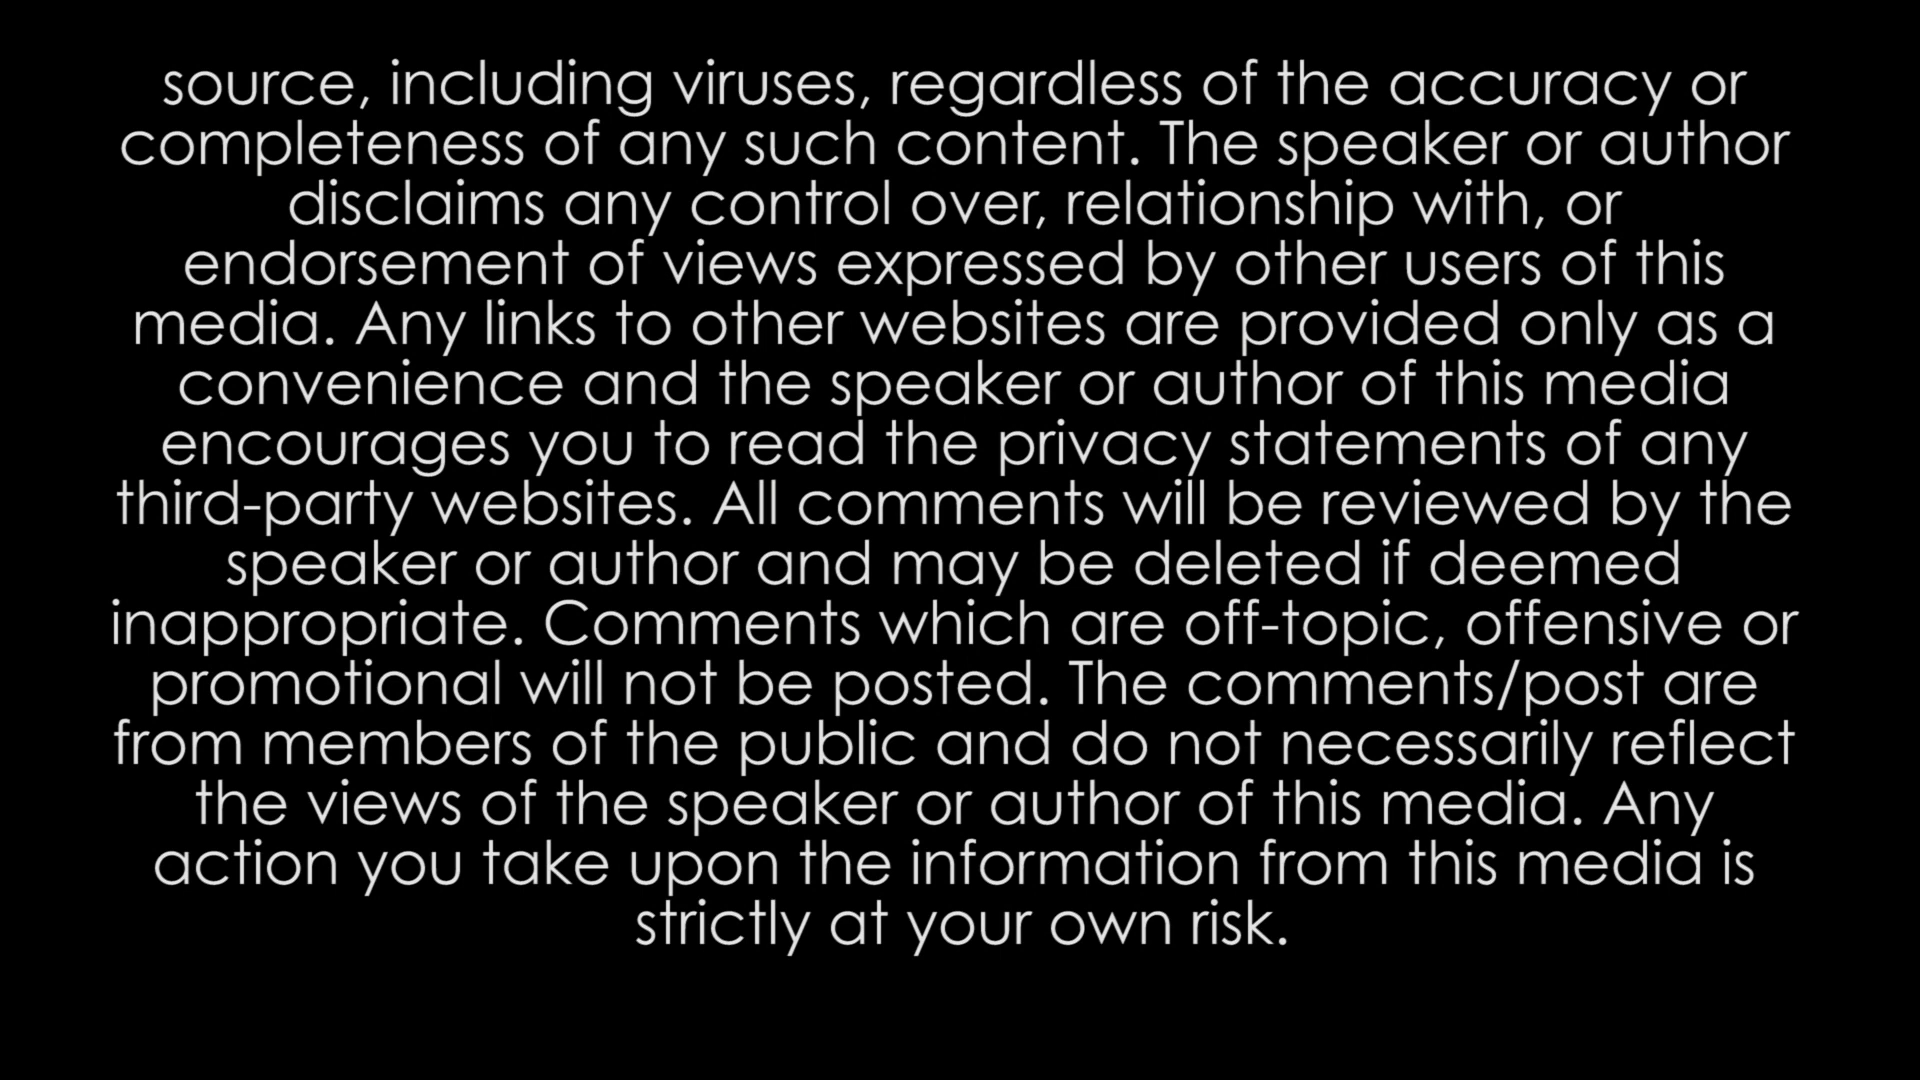 source, including viruses, regardless of the accuracy or
completeness of any such content. The speaker or author
disclaims any control over, relationship with, or
endorsement of views expressed by other users of this
media. Any links to other websites are provided only as a
convenience and the speaker or author of this media
encourages you to read the privacy statements of any
third-party websites. All comments will be reviewed by the
speaker or author and may be deleted if deemed
inappropriate. Comments which are off-topic, offensive or
promotional will not be posted. The comments/post are
from members of the public and do not necessarily reflect
the views of the speaker or author of this media. Any
action you take upon the information from this media is
strictly at your own risk.